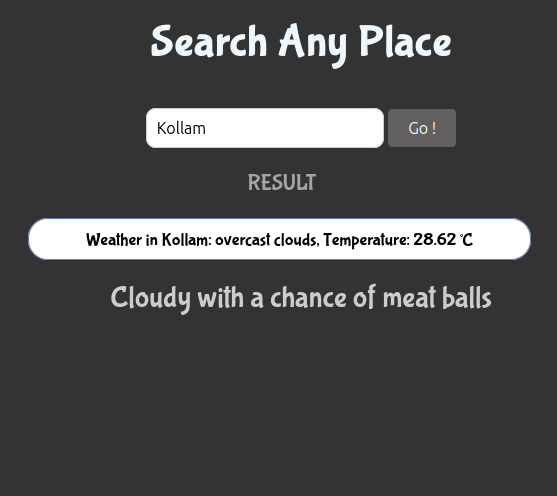 Search Any Place
Kollam Go !
RESULT
Weather in Kollam: overcast clouds, Temperature: 28.62 °C
Cloudy with a chance of meat balls